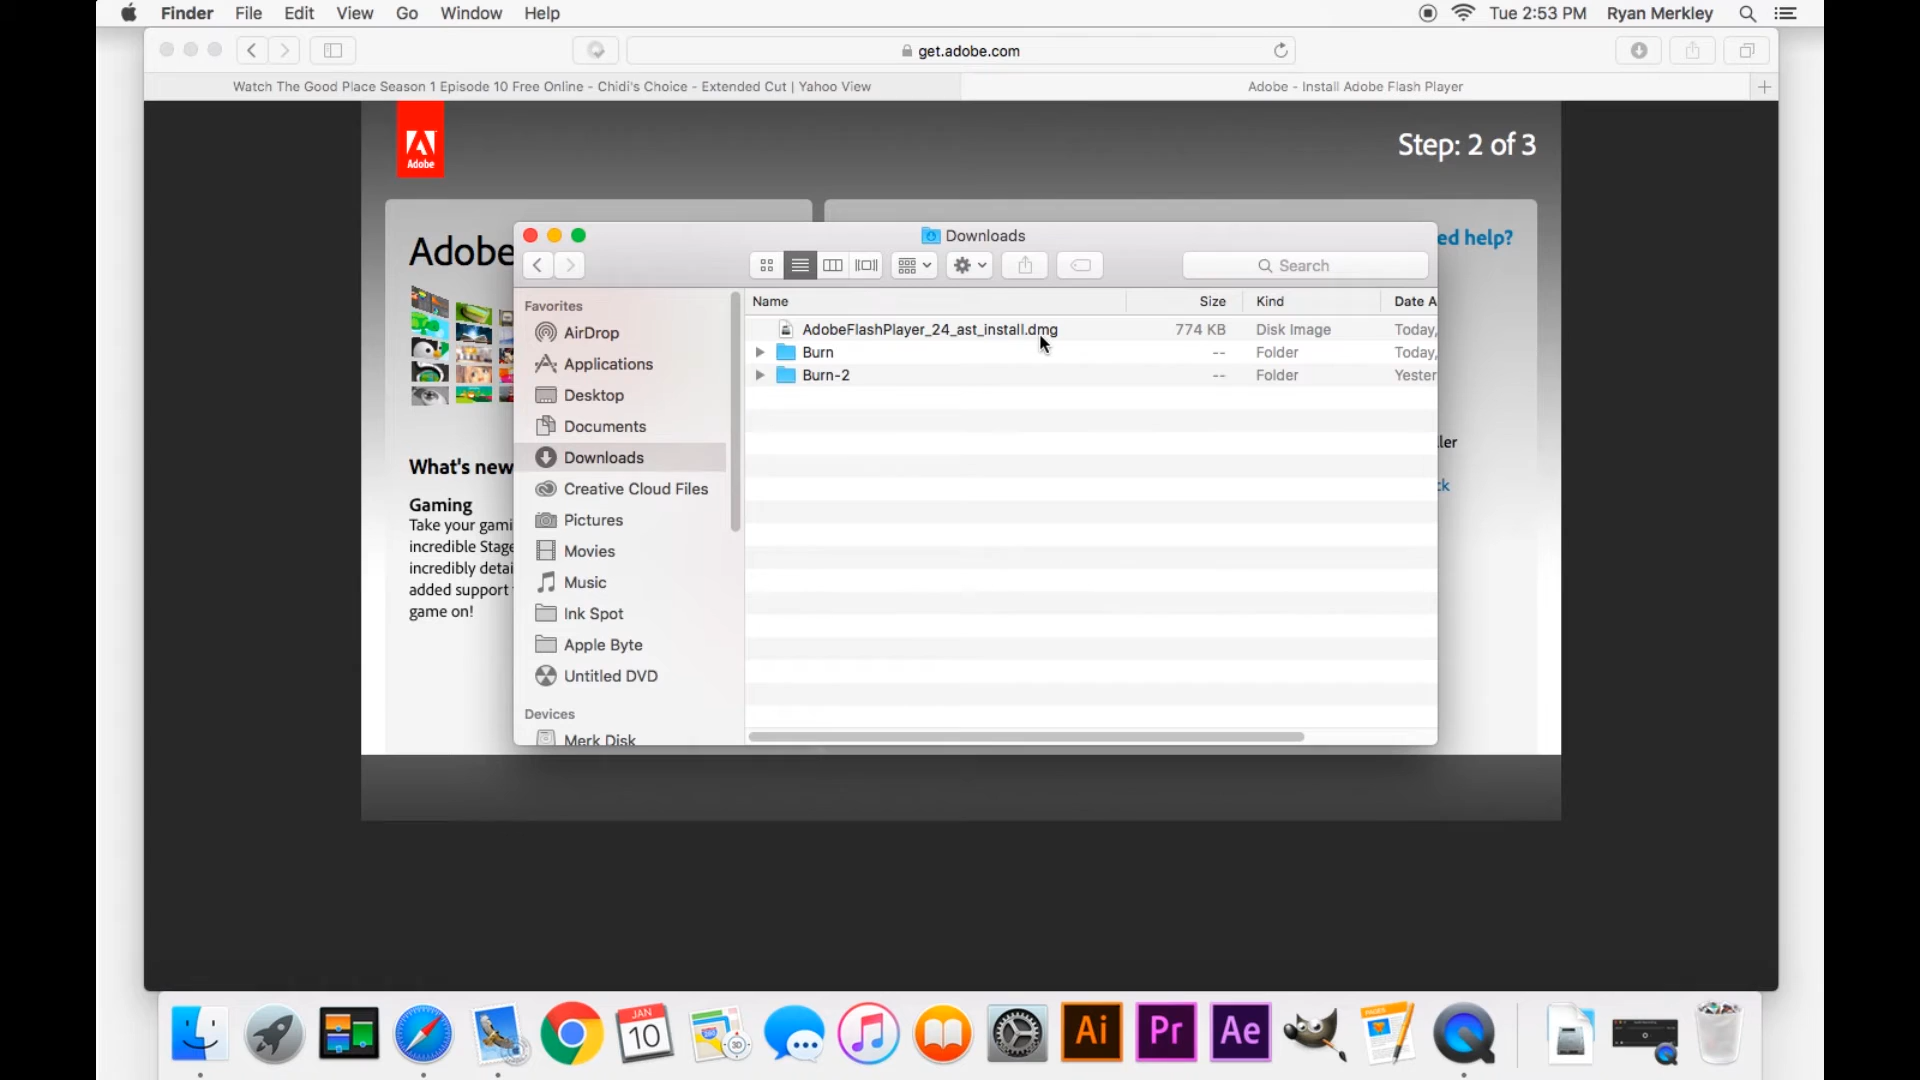 Finder File Edit View Go Window Help Tue 2:53 PM Ryan Merkley
get.adobe.com
Watch The Good Place Season 1 Episode 10 Free Online - Chidi's Choice - Extended Cut | Yahoo View
Adobe - Install Adobe Flash Player
Adobe
Step: 2 of 3
Adobe
ed help?
What's new
Gaming
Take your gami
incredible Stage
incredibly detai
added support
game on!
ler
ck
Downloads
Search
Favorites
AirDrop
Applications
Desktop
Documents
Downloads
Creative Cloud Files
Pictures
Movies
Music
Ink Spot
Apple Byte
Untitled DVD
Devices
Merk Disk
Name Size Kind Date A
AdobeFlashPlayer_24_ast_install.dmg 774 KB Disk Image Today,
Burn -- Folder Today,
Burn-2 -- Folder Yester
JAN
10
3D
Ai
Pr
Ae
PAGES